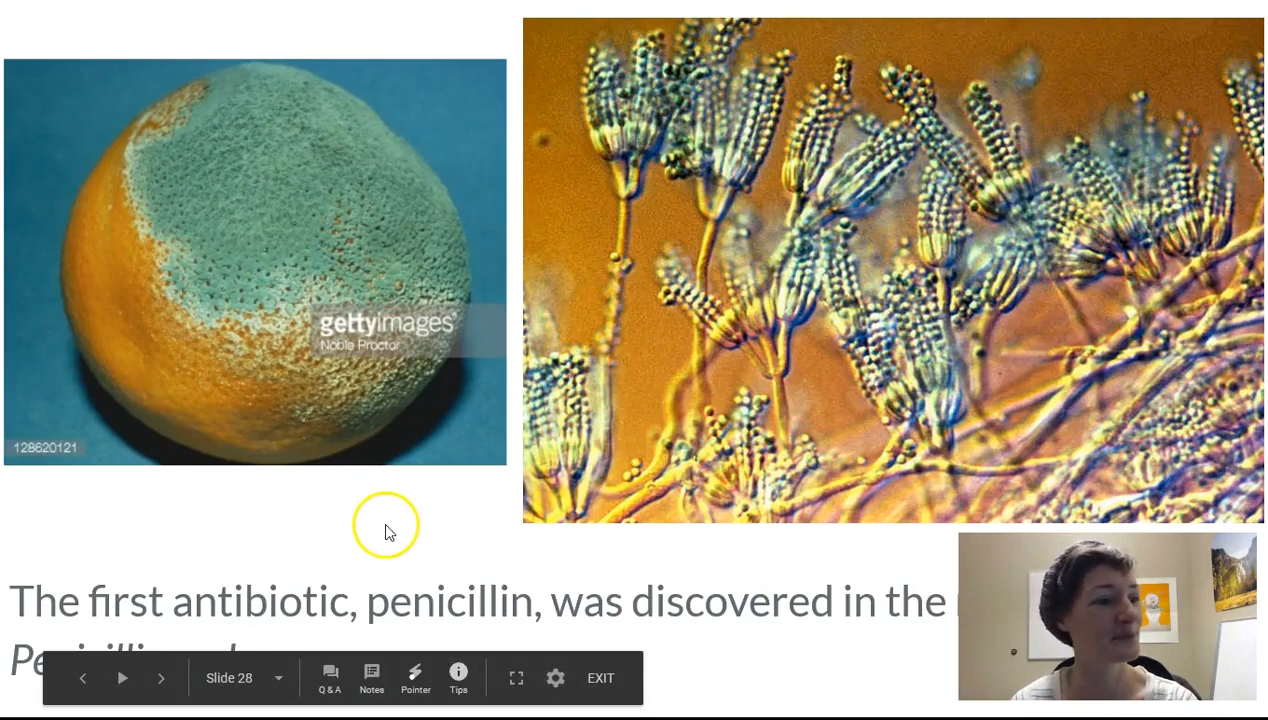 gettyimages
Noble Proctor
128620121
The first antibiotic, penicillin, was discovered in the
Slide 28
Q & A
Notes
Pointer
Tips
EXIT